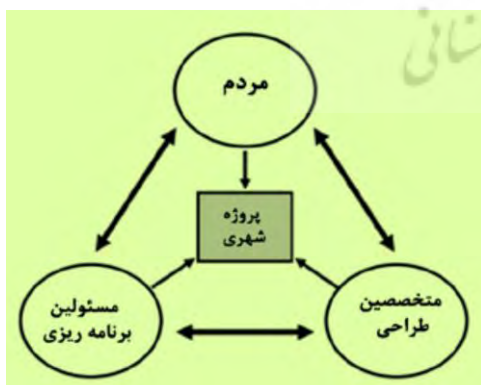 مردم
پروژه
شهری
متخصصین
طراحی
مسئولین
برنامه ریزی